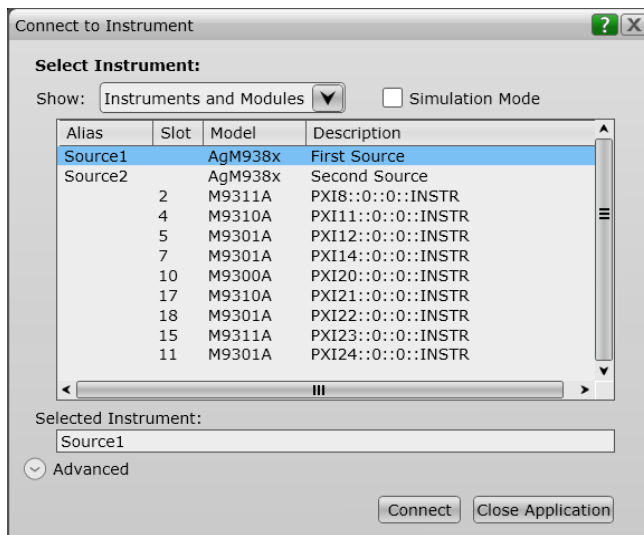 Connect to Instrument ? X
Select Instrument:
Show: Instruments and Modules Simulation Mode
Alias Slot Model Description
Source1 AgM938x First Source
Source2 AgM938x Second Source
2 M9311A PXI8::0::0::INSTR
4 M9310A PXI11::0::0::INSTR
5 M9301A PXI12::0::0::INSTR
7 M9301A PXI14::0::0::INSTR
10 M9300A PXI20::0::0::INSTR
17 M9310A PXI21::0::0::INSTR
18 M9301A PXI22::0::0::INSTR
15 M9311A PXI23::0::0::INSTR
11 M9301A PXI24::0::0::INSTR
Selected Instrument:
Source1
Advanced
Connect Close Application